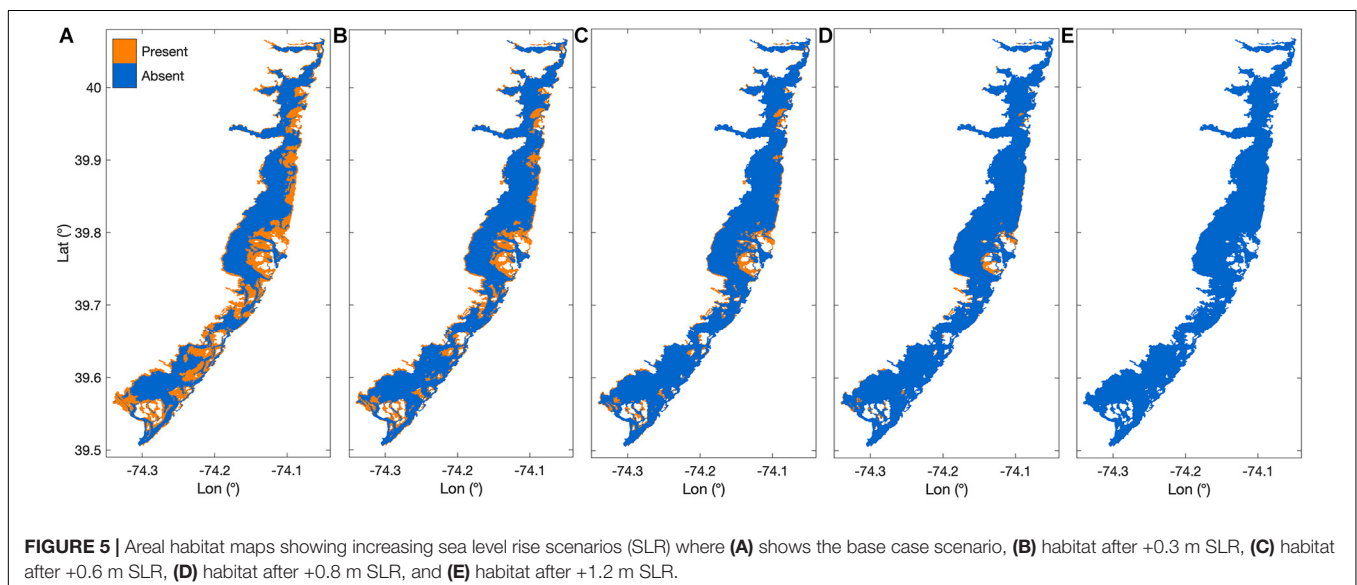 A
B
C
D
E
Present
Absent
40
39.9
39.8
39.7
39.6
39.5
Lat (°)
-74.3 -74.2 -74.1
-74.3 -74.2 -74.1
-74.3 -74.2 -74.1
-74.3 -74.2 -74.1
-74.3 -74.2 -74.1
Lon (°)
Lon (°)
Lon (°)
Lon (°)
Lon (°)
FIGURE 5 | Areal habitat maps showing increasing sea level rise scenarios (SLR) where (A) shows the base case scenario, (B) habitat after +0.3 m SLR, (C) habitat
after +0.6 m SLR, (D) habitat after +0.8 m SLR, and (E) habitat after +1.2 m SLR.